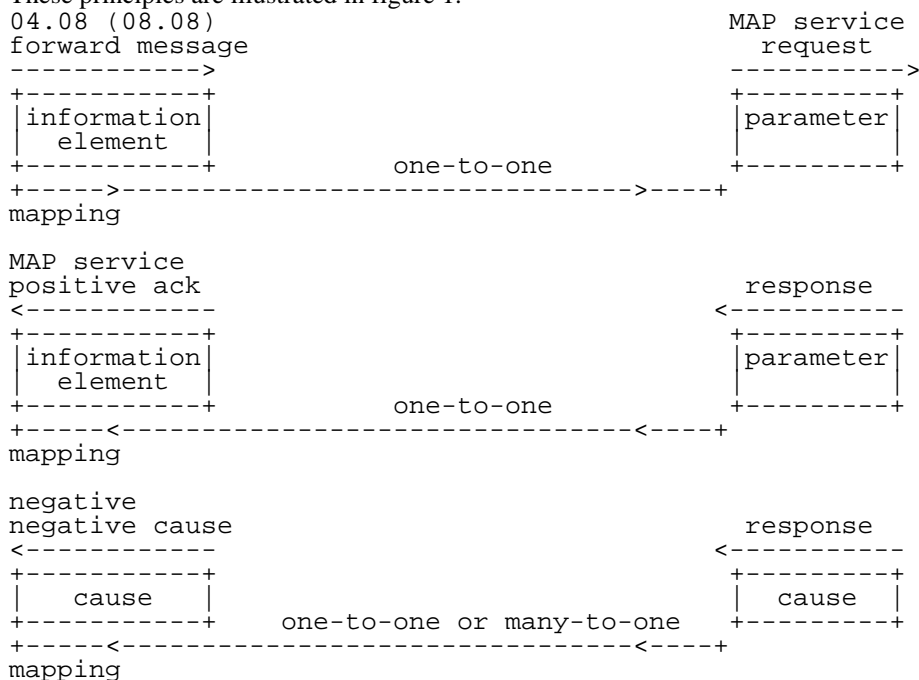 These principles are illustrated in figure 1.
04.08 (08.08)                                  MAP service
forward message                                  request
------------>                                  ----------->
+-----------+                                  +---------+
|information|                                  |parameter|
|  element  |                                  |         |
+-----------+            one-to-one            +---------+
+----->--------------------------------->----+
mapping
MAP service
positive ack                                    response
<------------                                 <-----------
+-----------+                                  +---------+
|information|                                  |parameter|
|  element  |                                  |         |
+-----------+            one-to-one            +---------+
+-----<---------------------------------<----+
mapping
negative
negative cause                                  response
<------------                                 <-----------
+-----------+                                  +---------+
|   cause   |                                  |  cause  |
+-----------+    one-to-one or many-to-one   +---------+
+-----<---------------------------------<----+
mapping